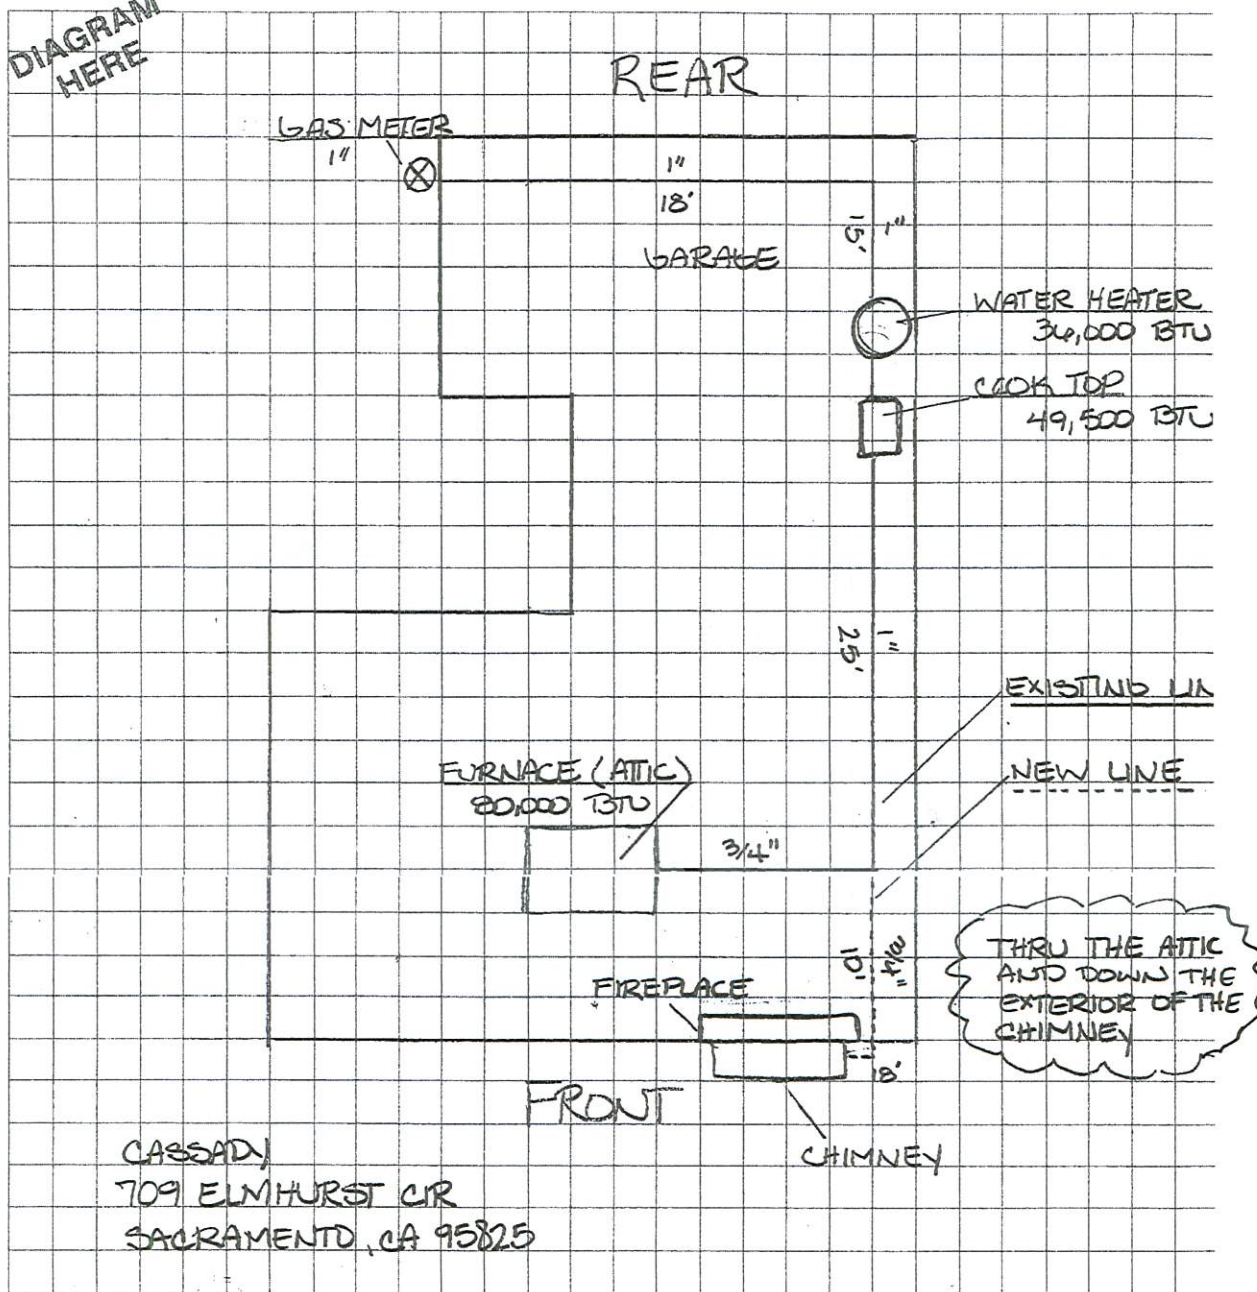 DIAGRAM
HERE
REAR
GAS METER
1"
1"
18'
15'
1"
GARAGE
WATER HEATER
36,000 BTU
COOK TOP
49,500 BTU
25'
1"
EXISTING LIN
NEW LINE
FURNACE (ATTIC)
80,000 BTU
3/4"
10'
3/4"
THRU THE ATTIC
AND DOWN THE
EXTERIOR OF THE
CHIMNEY
FIREPLACE
8'
FRONT
CHIMNEY
CASSADY
709 ELMHURST CIR
SACRAMENTO, CA 95825